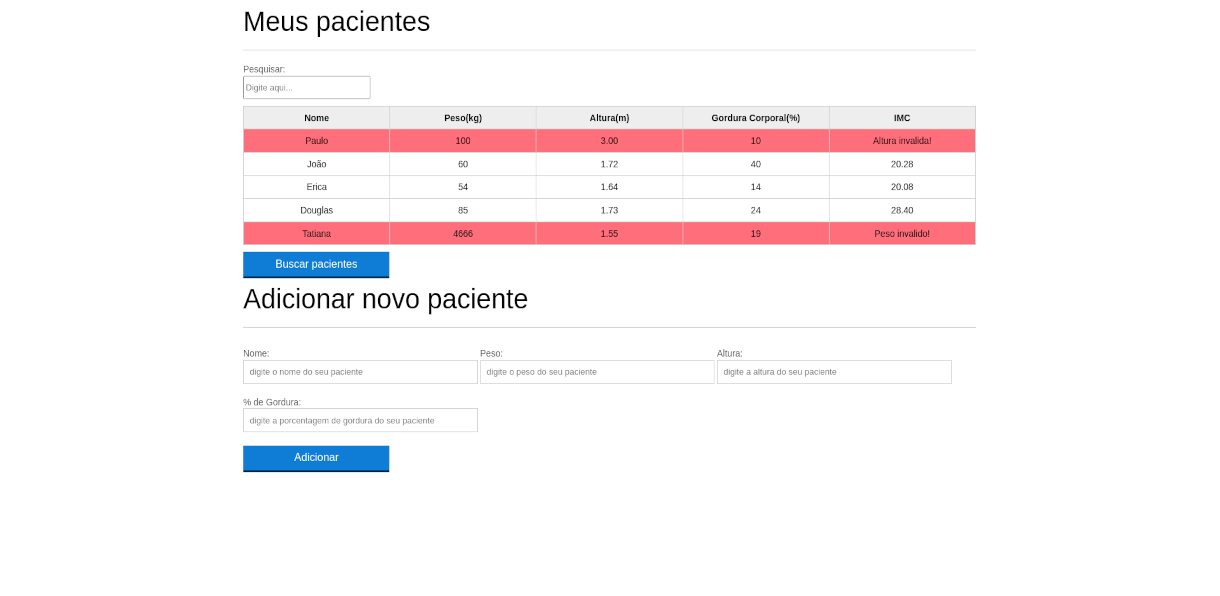 Meus pacientes
Pesquisar:
Digite aqui...
Nome Peso(kg) Altura(m) Gordura Corporal(%) IMC
Paulo 100 3.00 10 Altura invalida!
João 60 1.72 40 20.28
Erica 54 1.64 14 20.08
Douglas 85 1.73 24 28.40
Tatiana 4666 1.55 19 Peso invalido!
Buscar pacientes
Adicionar novo paciente
Nome: Peso: Altura:
digite o nome do seu paciente digite o peso do seu paciente digite a altura do seu paciente
% de Gordura:
digite a porcentagem de gordura do seu paciente
Adicionar